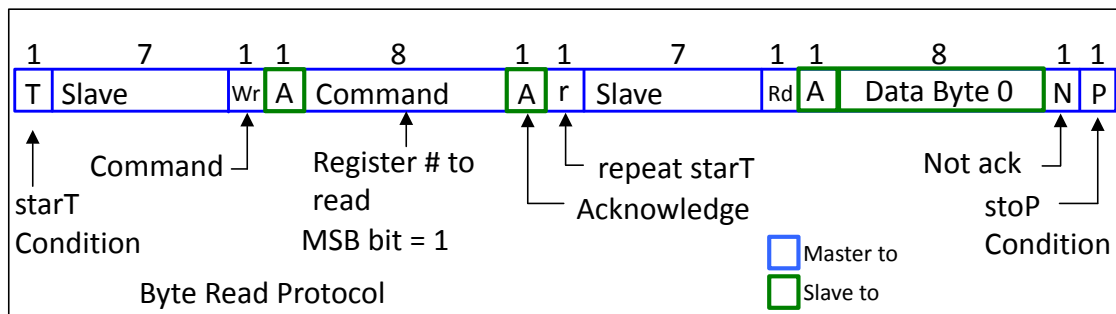 1 7 1 1 8 1 1 7 1 1 8 1 1
T Slave Wr A Command A r Slave Rd A Data Byte 0 N P
Command
Register # to
read
MSB bit = 1
repeat starT
Acknowledge
Not ack
starT
Condition
stoP
Condition
Master to
Slave to
Byte Read Protocol